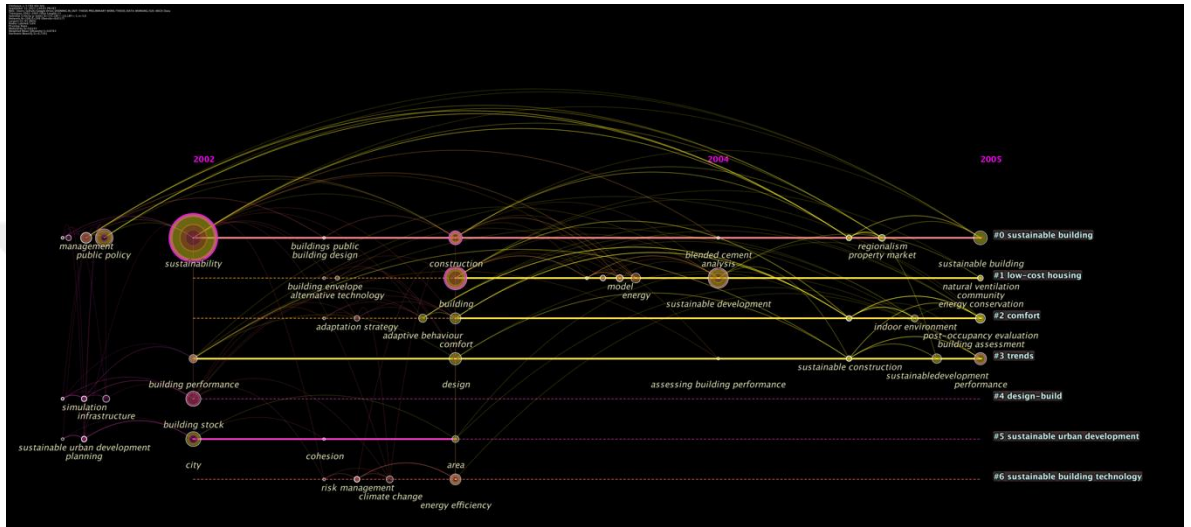 2002
2004
2005
management
public policy
sustainability
buildings public
building design
construction
blended cement
analysis
regionalism
property market
sustainable building
#0 sustainable building
building envelope
alternative technology
building
model
energy
sustainable development
natural ventilation
community
energy conservation
#1 low-cost housing
adaptation strategy
adaptive behaviour
comfort
indoor environment
post-occupancy evaluation
building assessment
#2 comfort
building performance
design
assessing building performance
sustainable construction
sustainabledevelopment
performance
#3 trends
simulation
infrastructure
building stock
#4 design-build
sustainable urban development
planning
city
cohesion
area
#5 sustainable urban development
risk management
climate change
energy efficiency
#6 sustainable building technology